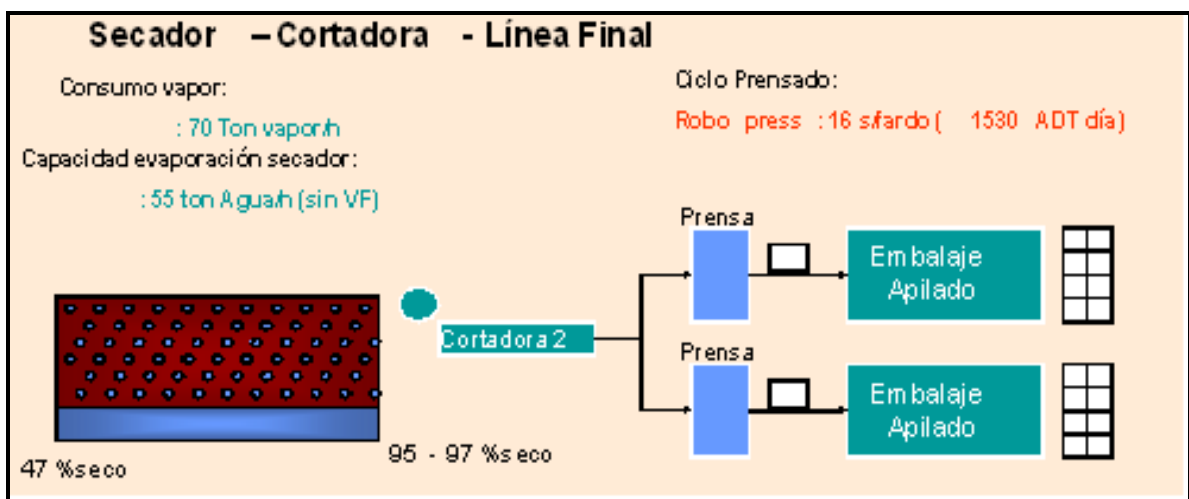 Secador – Cortadora - Línea Final
Consumo vapor:
: 70 Ton vapor/h
Capacidad evaporación secador:
: 55 ton Agua/h (sin VF)
Ciclo Prensado:
Robo press : 16 s/fardo ( 1530 ADT día)
Prensa
Embalaje
Apilado
Cortadora 2
Prensa
Embalaje
Apilado
47 %seco
95 - 97 %seco